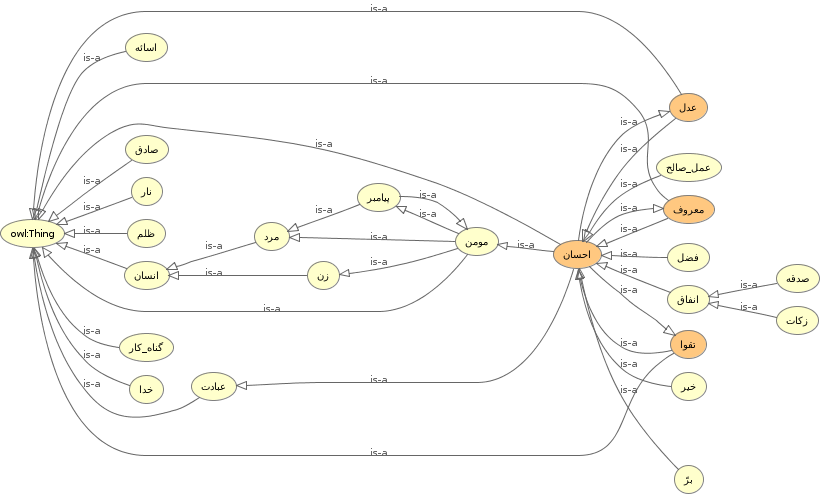 is-a
اسائه
is-a
is-a
عدل
is-a
is-a
is-a
صادق
عمل_صالح
is-a
نار
is-a
پیامبر
is-a
is-a
is-a
is-a
معروف
owl:Thing
is-a
ظلم
مرد
is-a
مومن
is-a
is-a
is-a
is-a
احسان
فضل
is-a
انسان
is-a
زن
is-a
is-a
صدقه
is-a
انفاق
is-a
is-a
زکات
is-a
گناه_کار
is-a
تقوا
is-a
خدا
is-a
عبادت
is-a
is-a
خیر
is-a
is-a
برّ